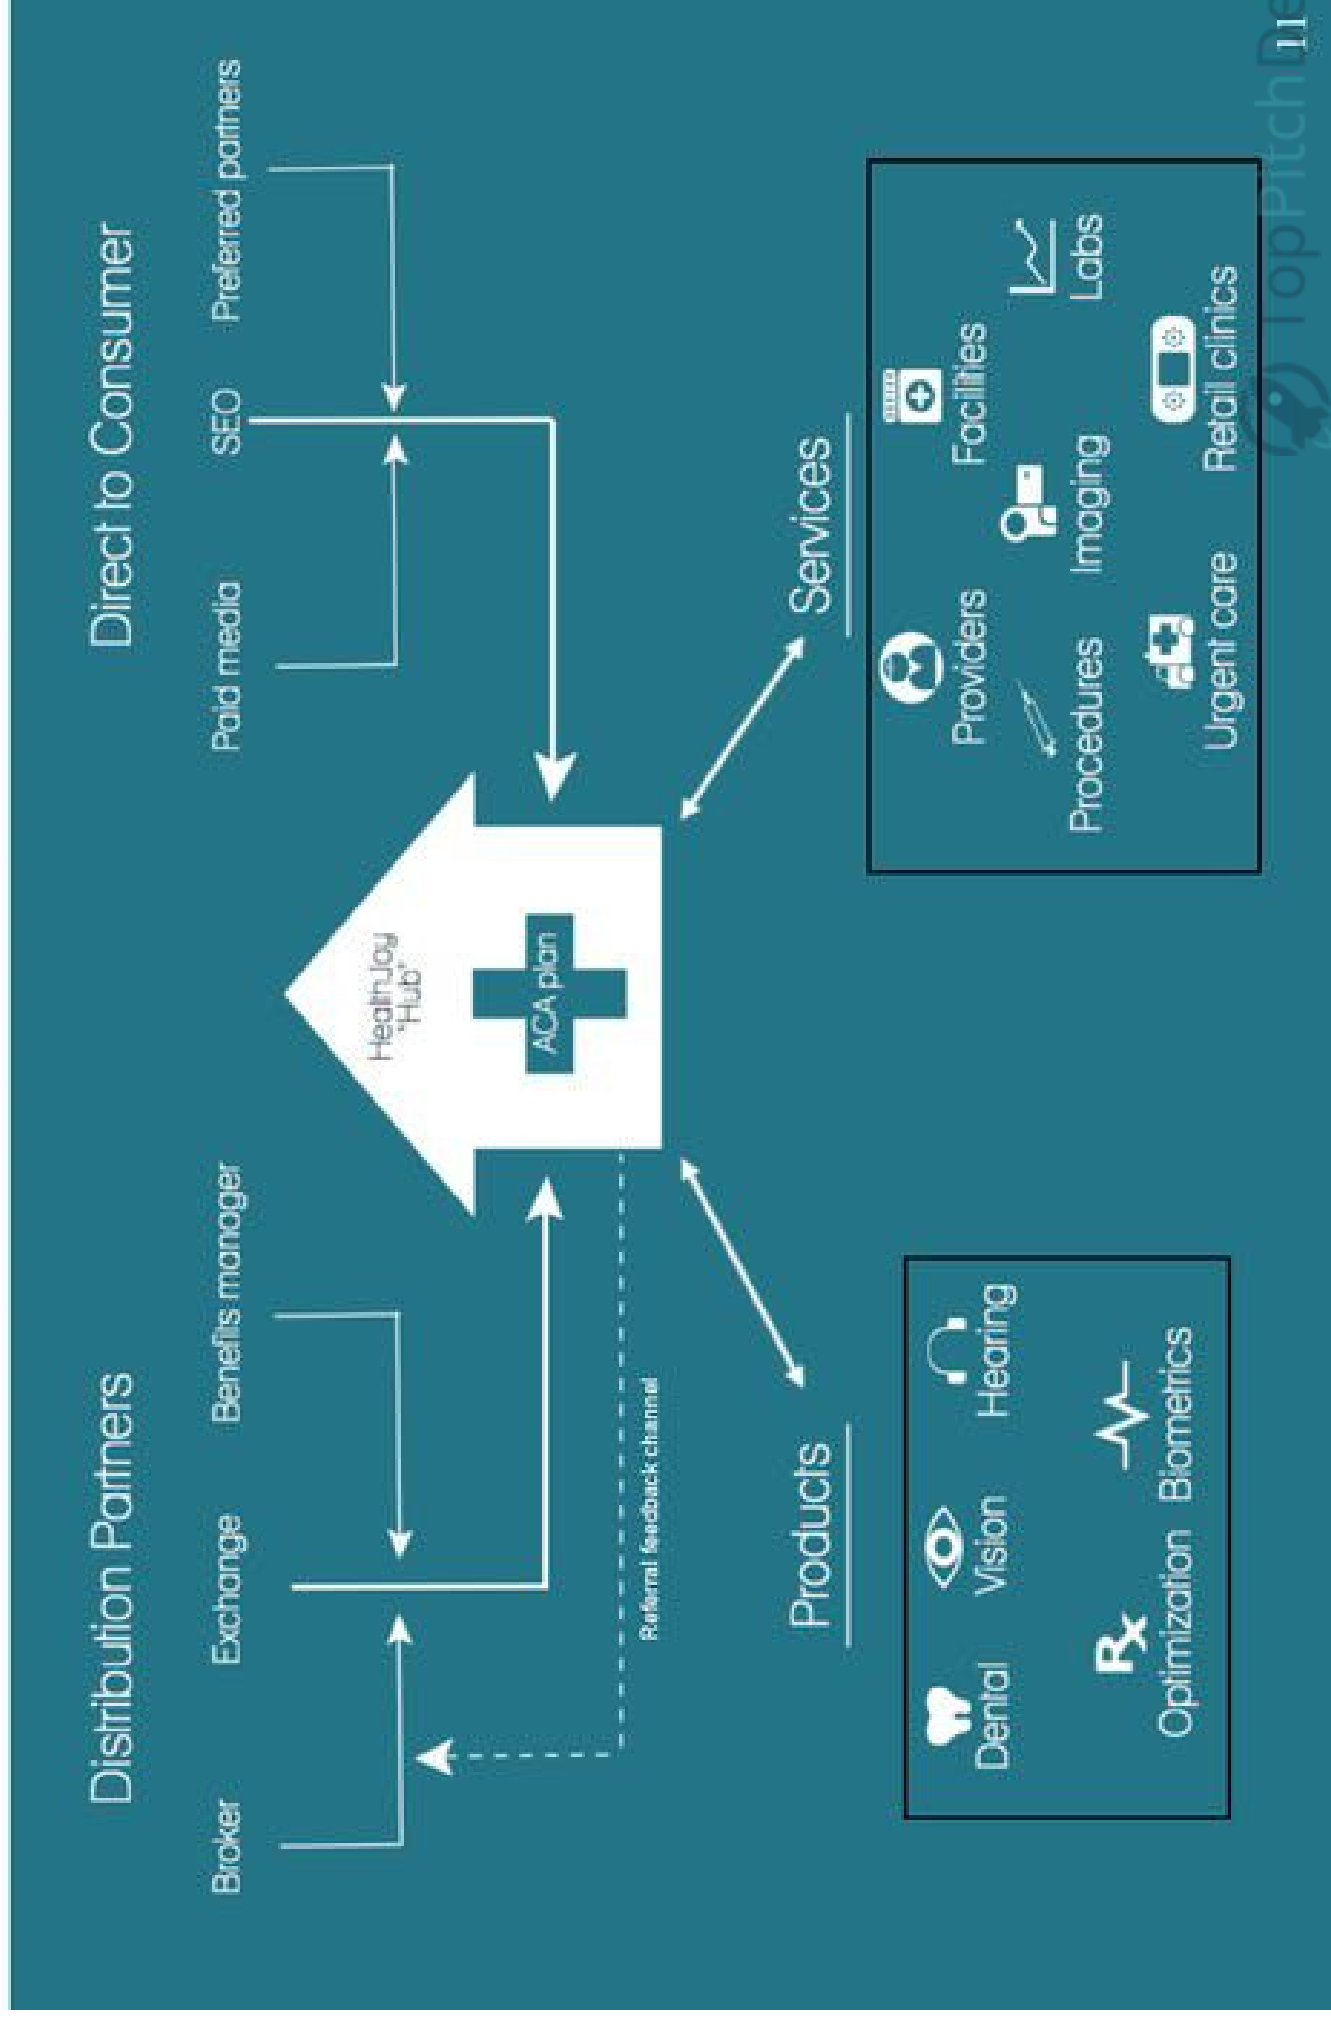 Distribution Partners
Direct to Consumer
Broker
Exchange
Benefits manager
Paid media
SEO
Preferred partners
HealthJoy
"Hub"
ACA plan
Referral feedback channel
Products
Services
Dental
Vision
Hearing
Rx
Optimization
Biometrics
Providers
Facilities
Procedures
Imaging
Labs
Urgent care
Retail clinics
TopPitchDe
11